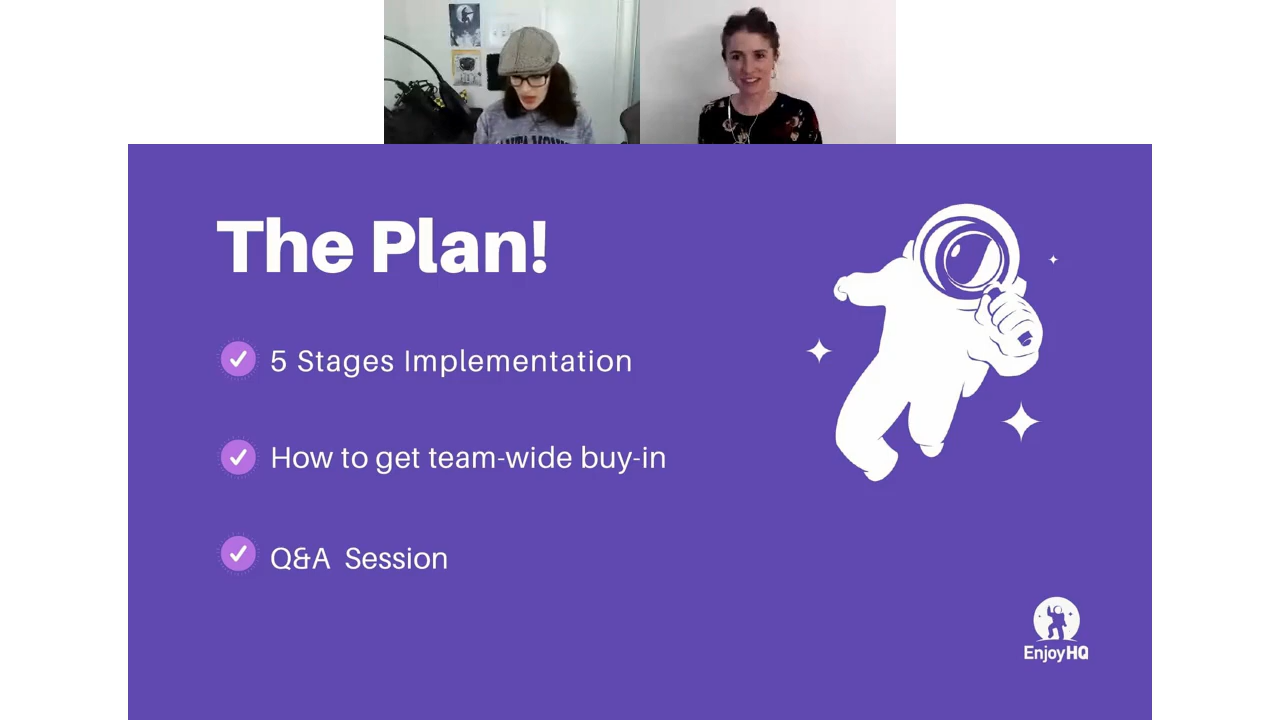 The Plan!
5 Stages Implementation
How to get team-wide buy-in
Q&A Session
EnjoyHQ